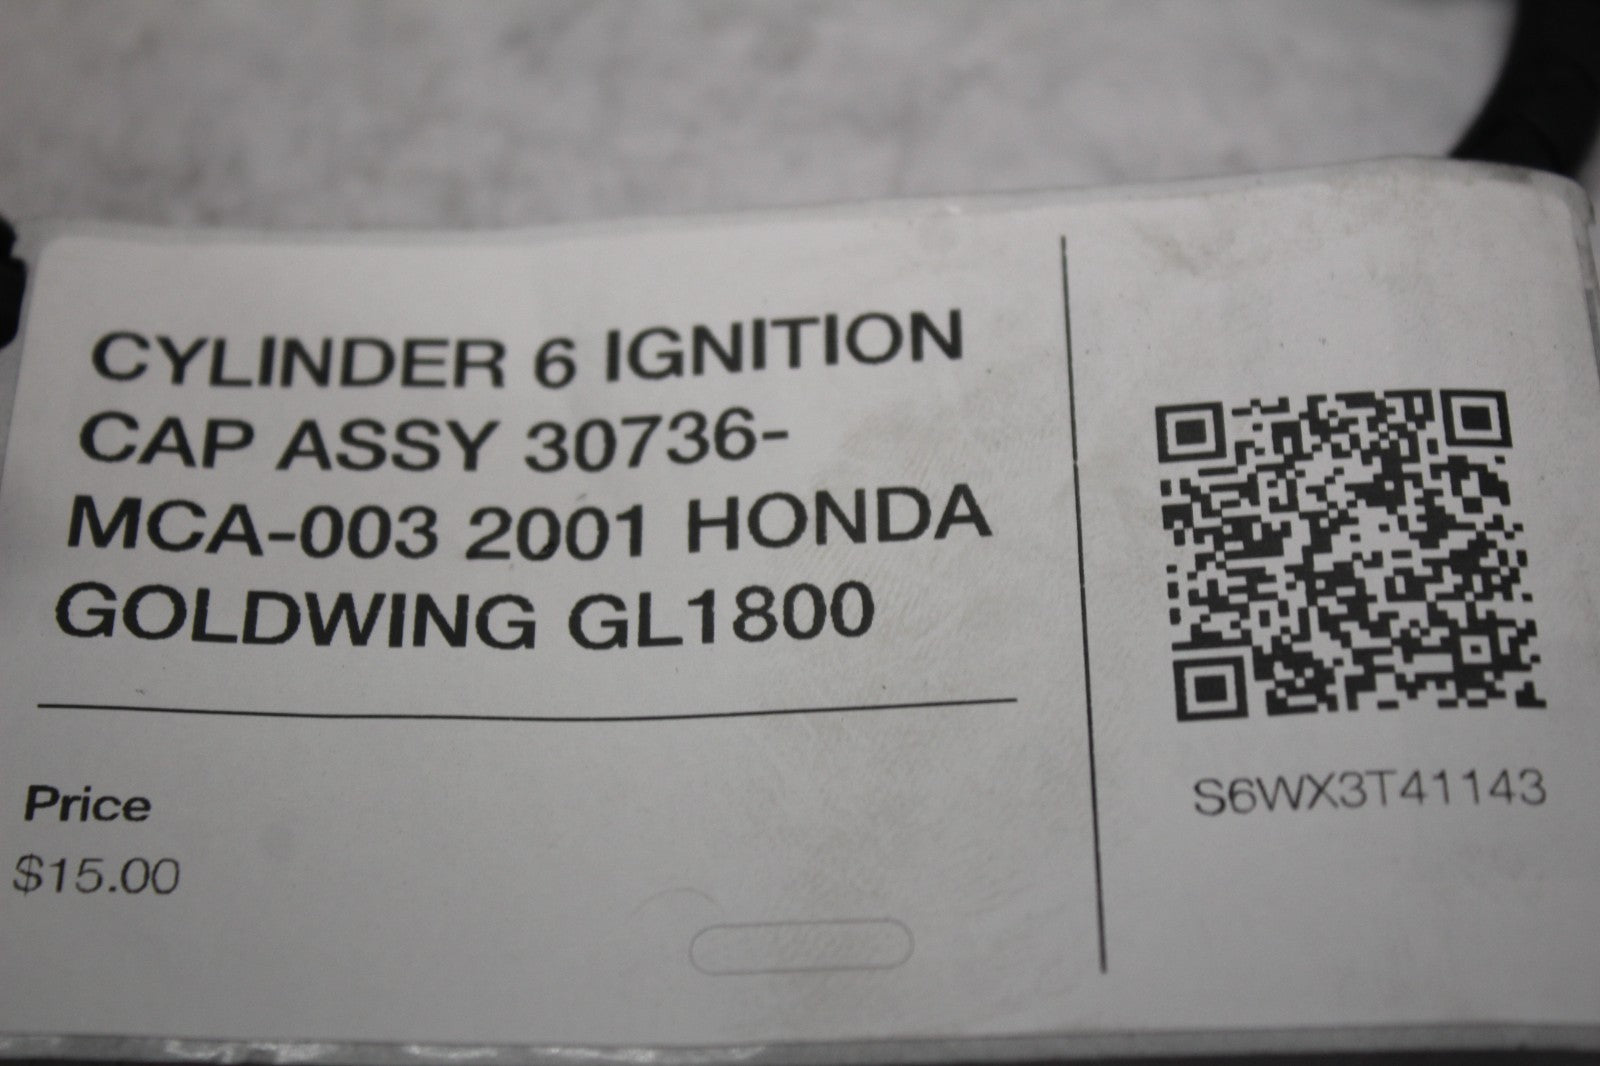 CYLINDER 6 IGNITION
CAP ASSY 30736-
MCA-003 2001 HONDA
GOLDWING GL1800
Price
$15.00
S6WX3T41143